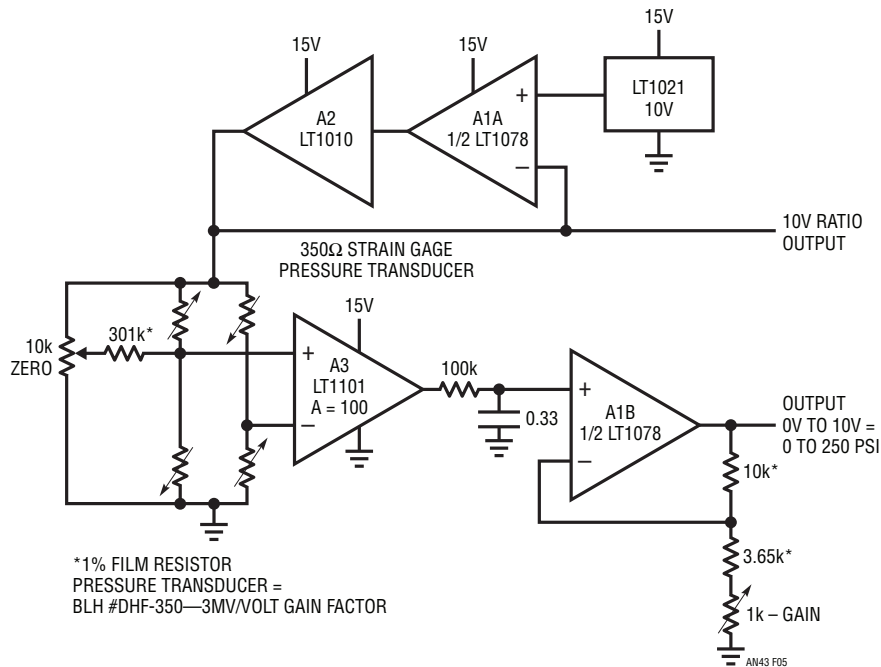 15V
15V
15V
A2
LT1010
A1A
1/2 LT1078
+
–
LT1021
10V
10V RATIO
OUTPUT
350Ω STRAIN GAGE
PRESSURE TRANSDUCER
10k
ZERO
301k*
15V
+
–
A3
LT1101
A = 100
100k
0.33
+
–
A1B
1/2 LT1078
OUTPUT
0V TO 10V =
0 TO 250 PSI
10k*
3.65k*
1k – GAIN
*1% FILM RESISTOR
PRESSURE TRANSDUCER =
BLH #DHF-350—3MV/VOLT GAIN FACTOR
AN43 F05